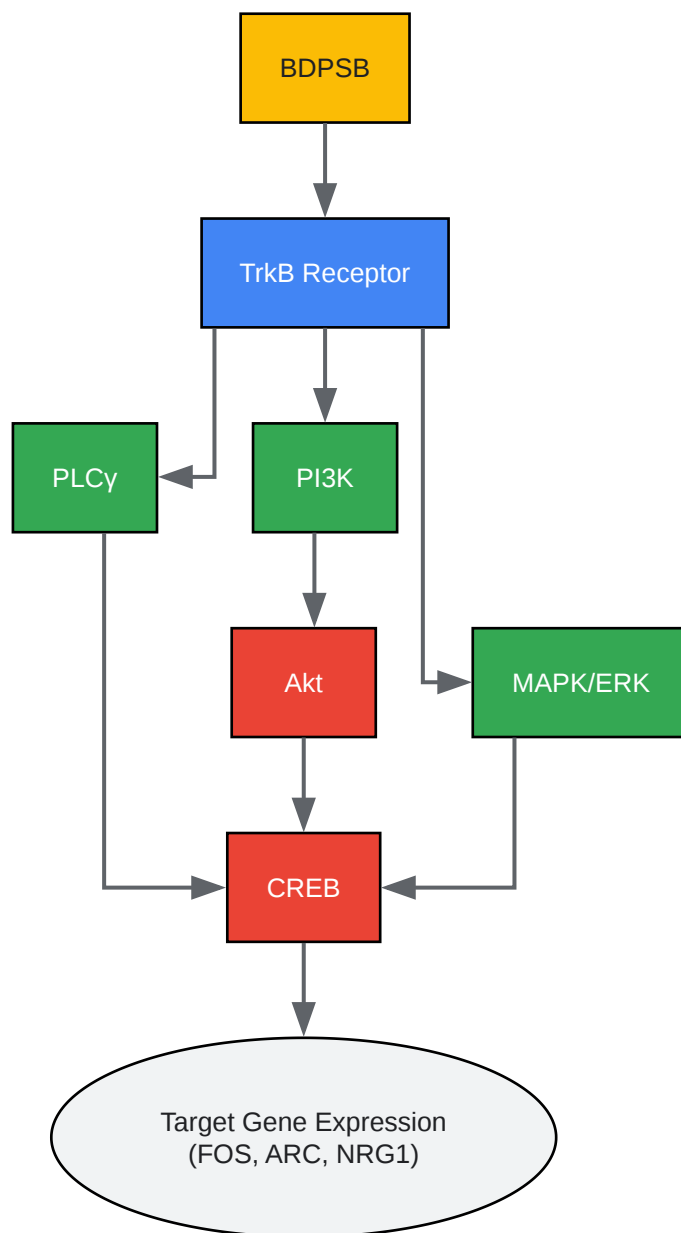 BDPSB
TrkB Receptor
PLCγ
PI3K
Akt
MAPK/ERK
CREB
Target Gene Expression
(FOS, ARC, NRG1)